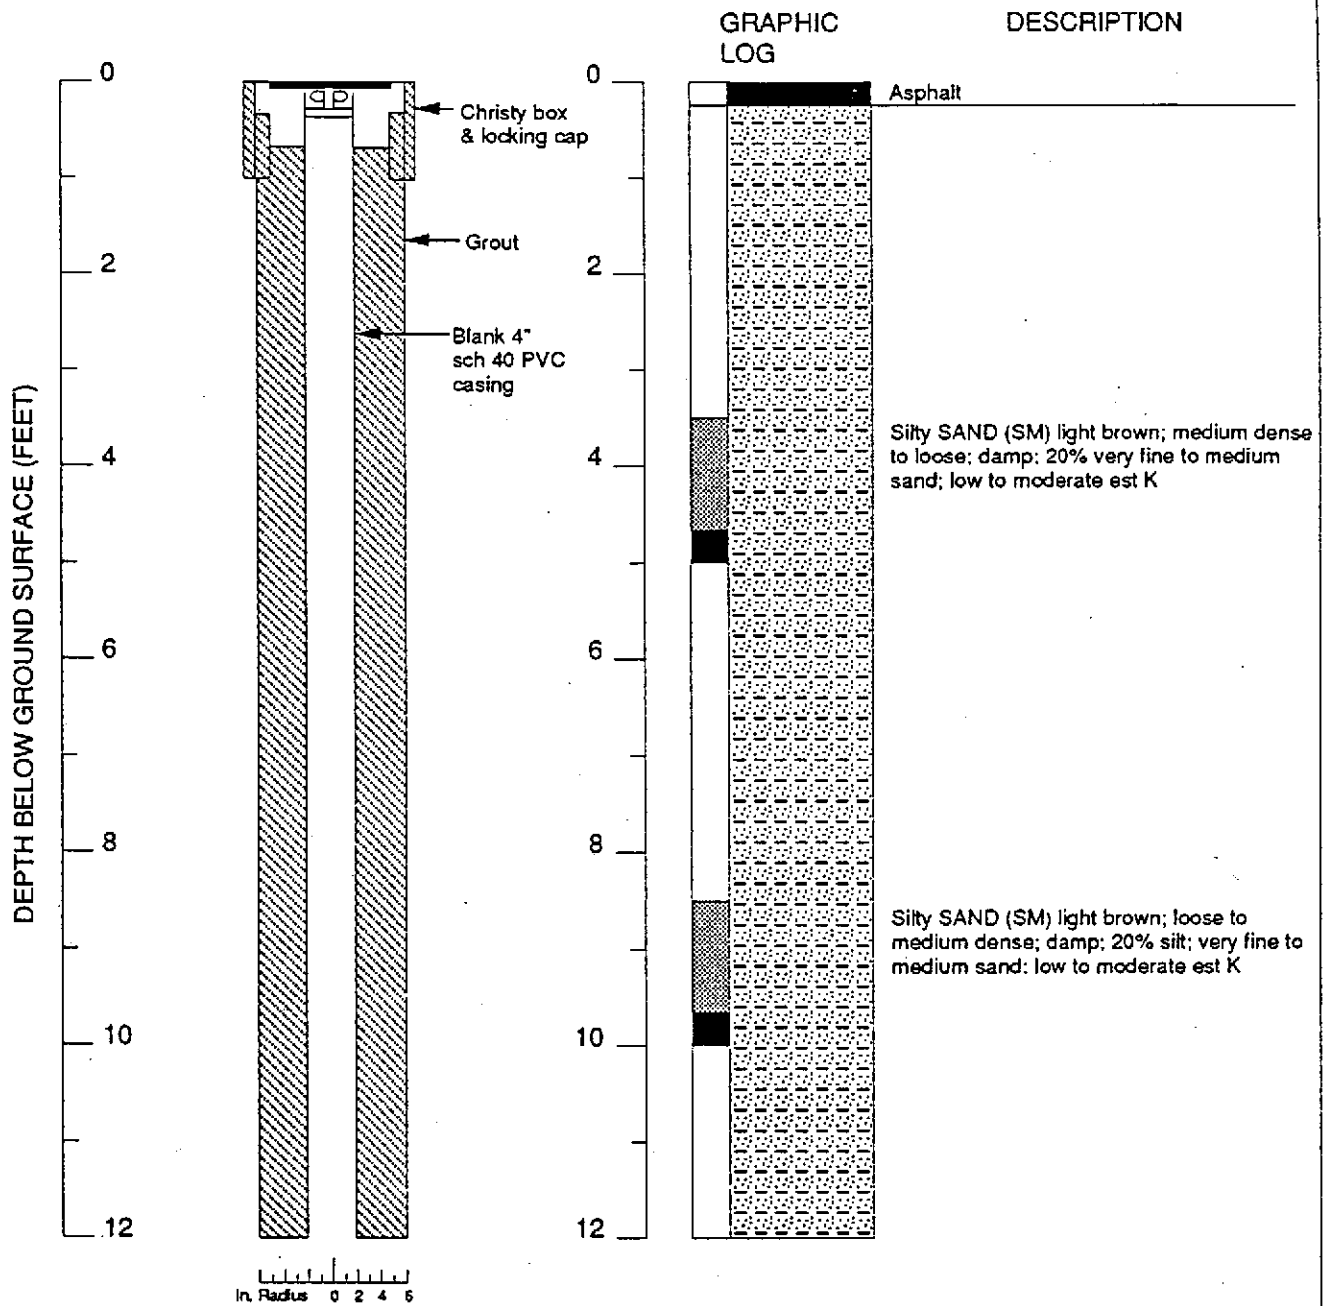 GRAPHIC
LOG
DESCRIPTION
DEPTH BELOW GROUND SURFACE (FEET)
0
2
4
6
8
10
12
Christy box
& locking cap
Grout
Blank 4"
sch 40 PVC
casing
In. Radius 0 2 4 6
0
2
4
6
8
10
12
Asphalt
Silty SAND (SM) light brown; medium dense
to loose; damp; 20% very fine to medium
sand; low to moderate est K
Silty SAND (SM) light brown; loose to
medium dense; damp; 20% silt; very fine to
medium sand: low to moderate est K